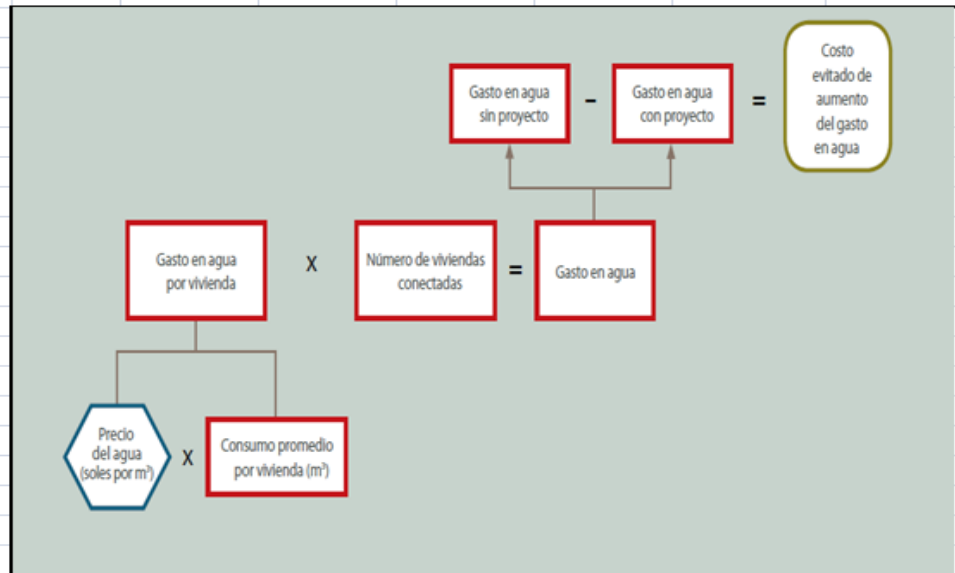 Costo
evitado de
aumento
del gasto
en agua
Gasto en agua
sin proyecto
-
Gasto en agua
con proyecto
=
Gasto en agua
por vivienda
X
Número de viviendas
conectadas
=
Gasto en agua
Precio
del agua
(soles por m³)
X
Consumo promedio
por vivienda (m³)